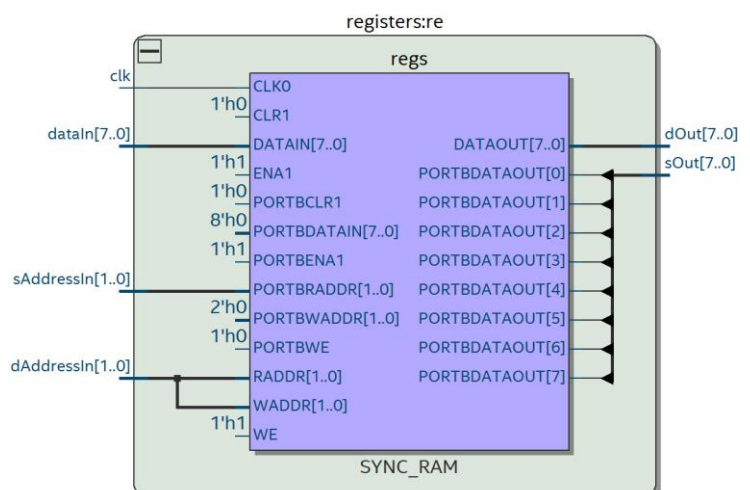 registers:re
regs
clk
CLK0
1'h0
CLR1
dataIn[7..0]
DATAIN[7..0]
DATAOUT[7..0]
dOut[7..0]
1'h1
ENA1
PORTBDATAOUT[0]
sOut[7..0]
1'h0
PORTBCLR1
PORTBDATAOUT[1]
8'h0
PORTBDATAIN[7..0]
PORTBDATAOUT[2]
1'h1
PORTBENA1
PORTBDATAOUT[3]
sAddressIn[1..0]
PORTBRADDR[1..0]
PORTBDATAOUT[4]
2'h0
PORTBWADDR[1..0]
PORTBDATAOUT[5]
1'h0
PORTBWE
PORTBDATAOUT[6]
dAddressIn[1..0]
RADDR[1..0]
PORTBDATAOUT[7]
WADDR[1..0]
1'h1
WE
SYNC_RAM